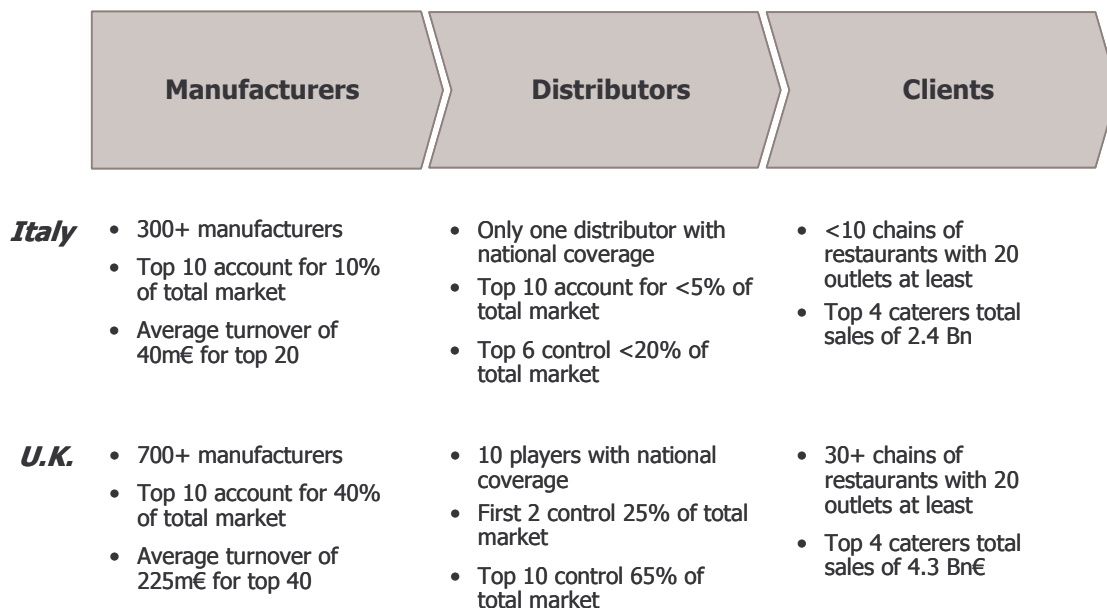 Manufacturers
Distributors
Clients
Italy
• 300+ manufacturers
• Top 10 account for 10%
of total market
• Average turnover of
40m€ for top 20
• Only one distributor with
national coverage
• Top 10 account for <5% of
total market
• Top 6 control <20% of
total market
• <10 chains of
restaurants with 20
outlets at least
• Top 4 caterers total
sales of 2.4 Bn
U.K.
• 700+ manufacturers
• Top 10 account for 40%
of total market
• Average turnover of
225m€ for top 40
• 10 players with national
coverage
• First 2 control 25% of total
market
• Top 10 control 65% of
total market
• 30+ chains of
restaurants with 20
outlets at least
• Top 4 caterers total
sales of 4.3 Bn€